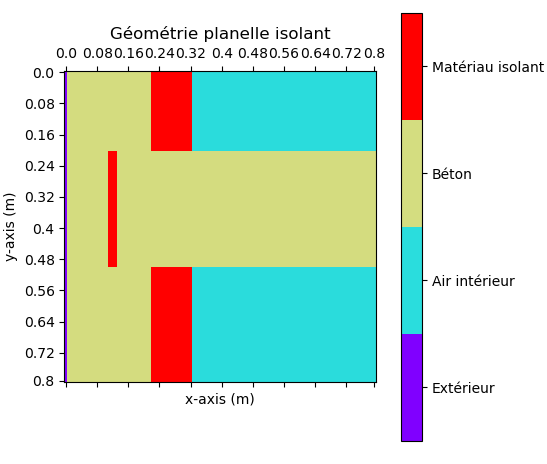 Géométrie planelle isolant
0.0 0.08 0.16 0.24 0.32 0.4 0.48 0.56 0.64 0.72 0.8
0.0
0.08
0.16
0.24
0.32
0.4
0.48
0.56
0.64
0.72
0.8
y-axis (m)
x-axis (m)
Matériau isolant
Béton
Air intérieur
Extérieur